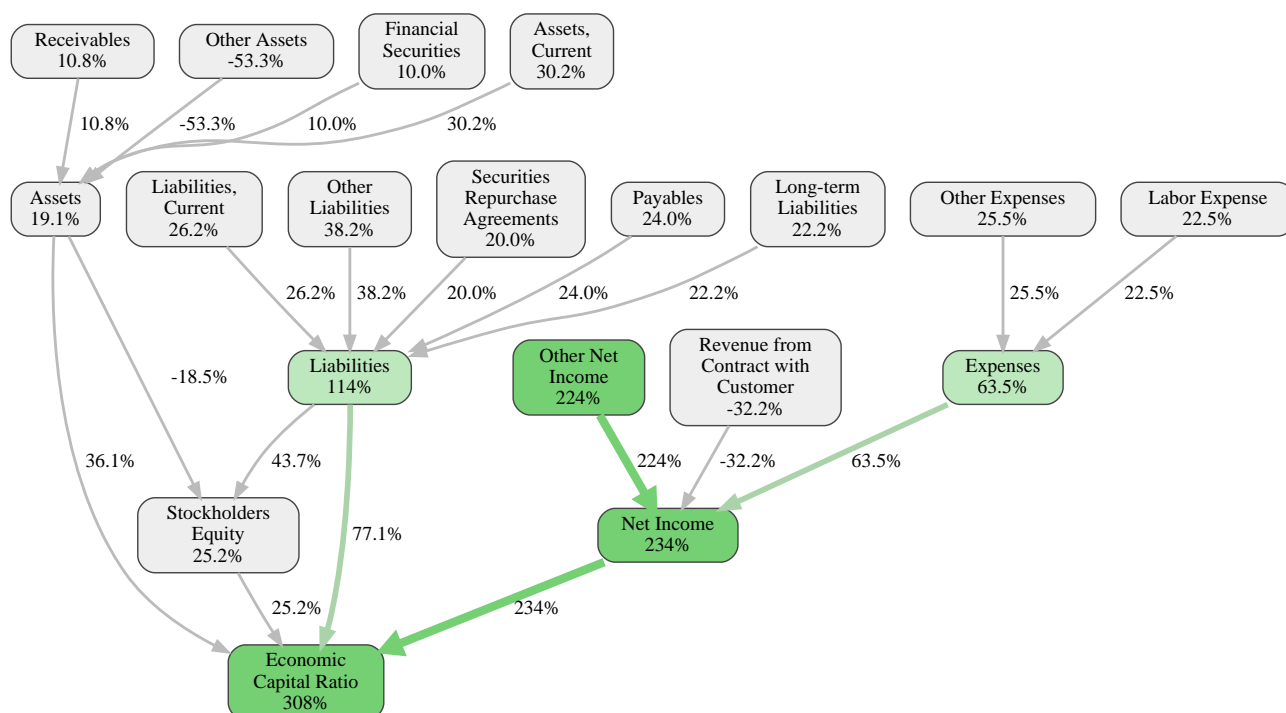 Receivables
10.8%
Other Assets
-53.3%
Financial
Securities
10.0%
Assets,
Current
30.2%
10.8%
-53.3%
10.0%
30.2%
Assets
19.1%
Liabilities,
Current
26.2%
Other
Liabilities
38.2%
Securities
Repurchase
Agreements
20.0%
Payables
24.0%
Long-term
Liabilities
22.2%
Other Expenses
25.5%
Labor Expense
22.5%
26.2%
38.2%
20.0%
24.0%
22.2%
25.5%
22.5%
-18.5%
Liabilities
114%
Other Net
Income
224%
Revenue from
Contract with
Customer
-32.2%
Expenses
63.5%
36.1%
43.7%
224%
-32.2%
63.5%
Stockholders
Equity
25.2%
77.1%
Net Income
234%
25.2%
234%
Economic
Capital Ratio
308%